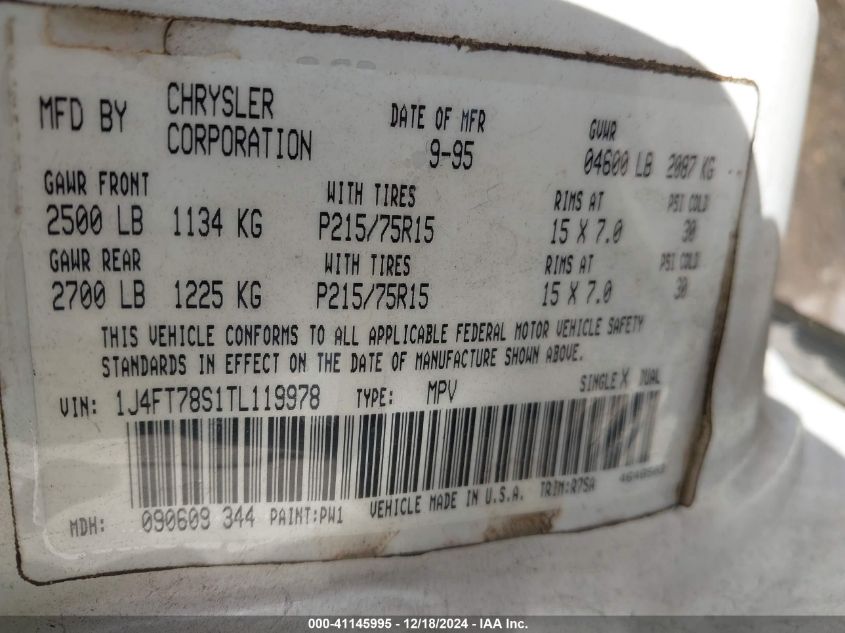 MFD BY CHRYSLER CORPORATION DATE OF MFR 9-95 GVWR 04600 LB 2087 KG
GAWR FRONT WITH TIRES RIMS AT PSI COLD
2500 LB 1134 KG P215/75R15 15 X 7.0 30
GAWR REAR WITH TIRES RIMS AT PSI COLD
2700 LB 1225 KG P215/75R15 15 X 7.0 30
THIS VEHICLE CONFORMS TO ALL APPLICABLE FEDERAL MOTOR VEHICLE SAFETY
STANDARDS IN EFFECT ON THE DATE OF MANUFACTURE SHOWN ABOVE.
VIN: 1J4FT78S1TL119978 TYPE: MPV SINGLE X DUAL
MDH: 090609 344 PAINT:PW1 VEHICLE MADE IN U.S.A. TRIM:R7SA
000-41145995 - 12/18/2024 - IAA Inc.